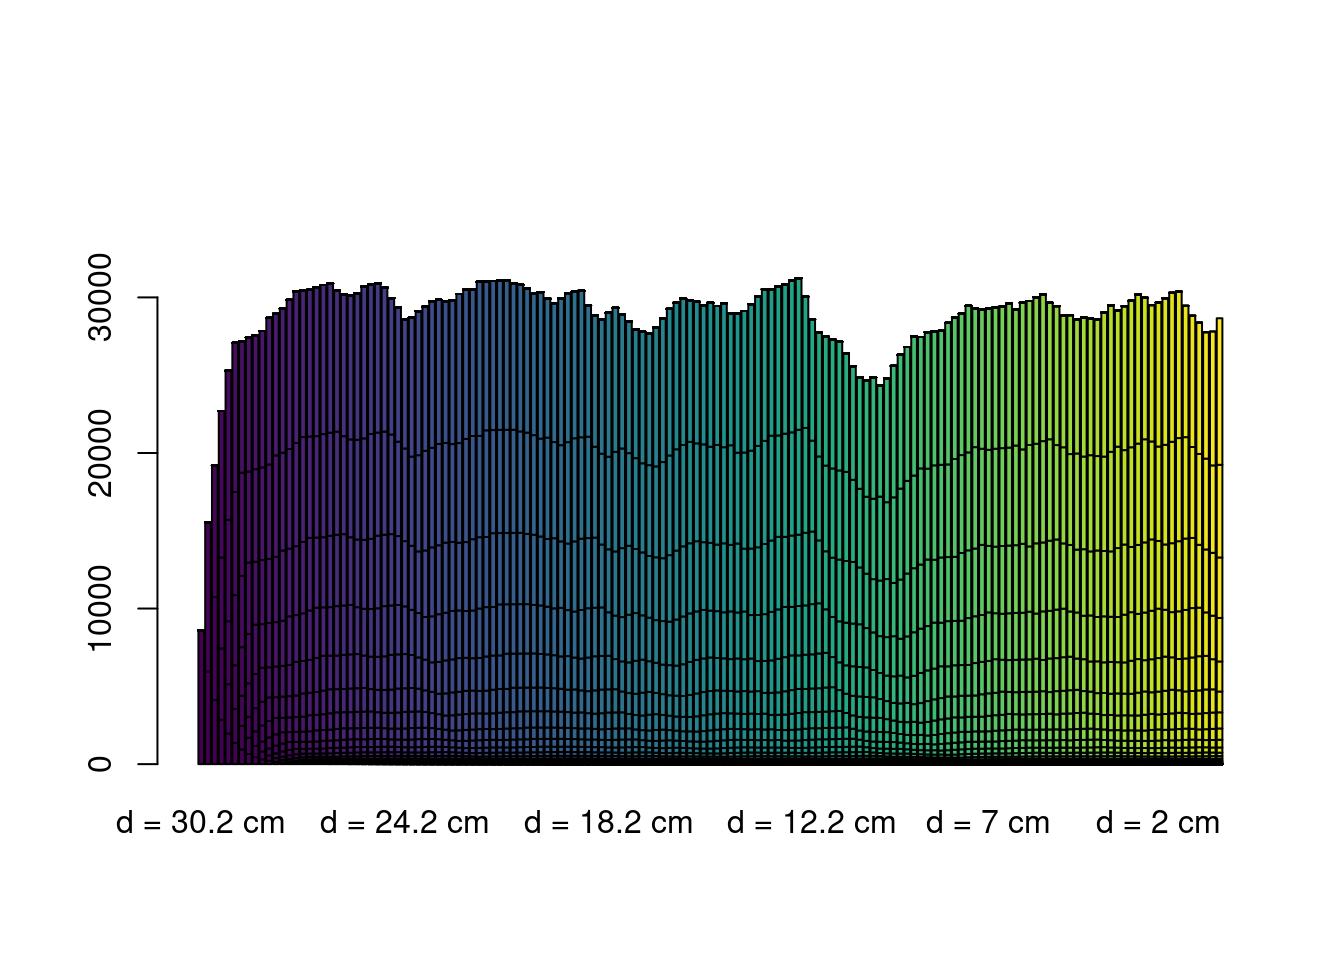 30000
20000
10000
0
d = 30.2 cm d = 24.2 cm d = 18.2 cm d = 12.2 cm d = 7 cm d = 2 cm